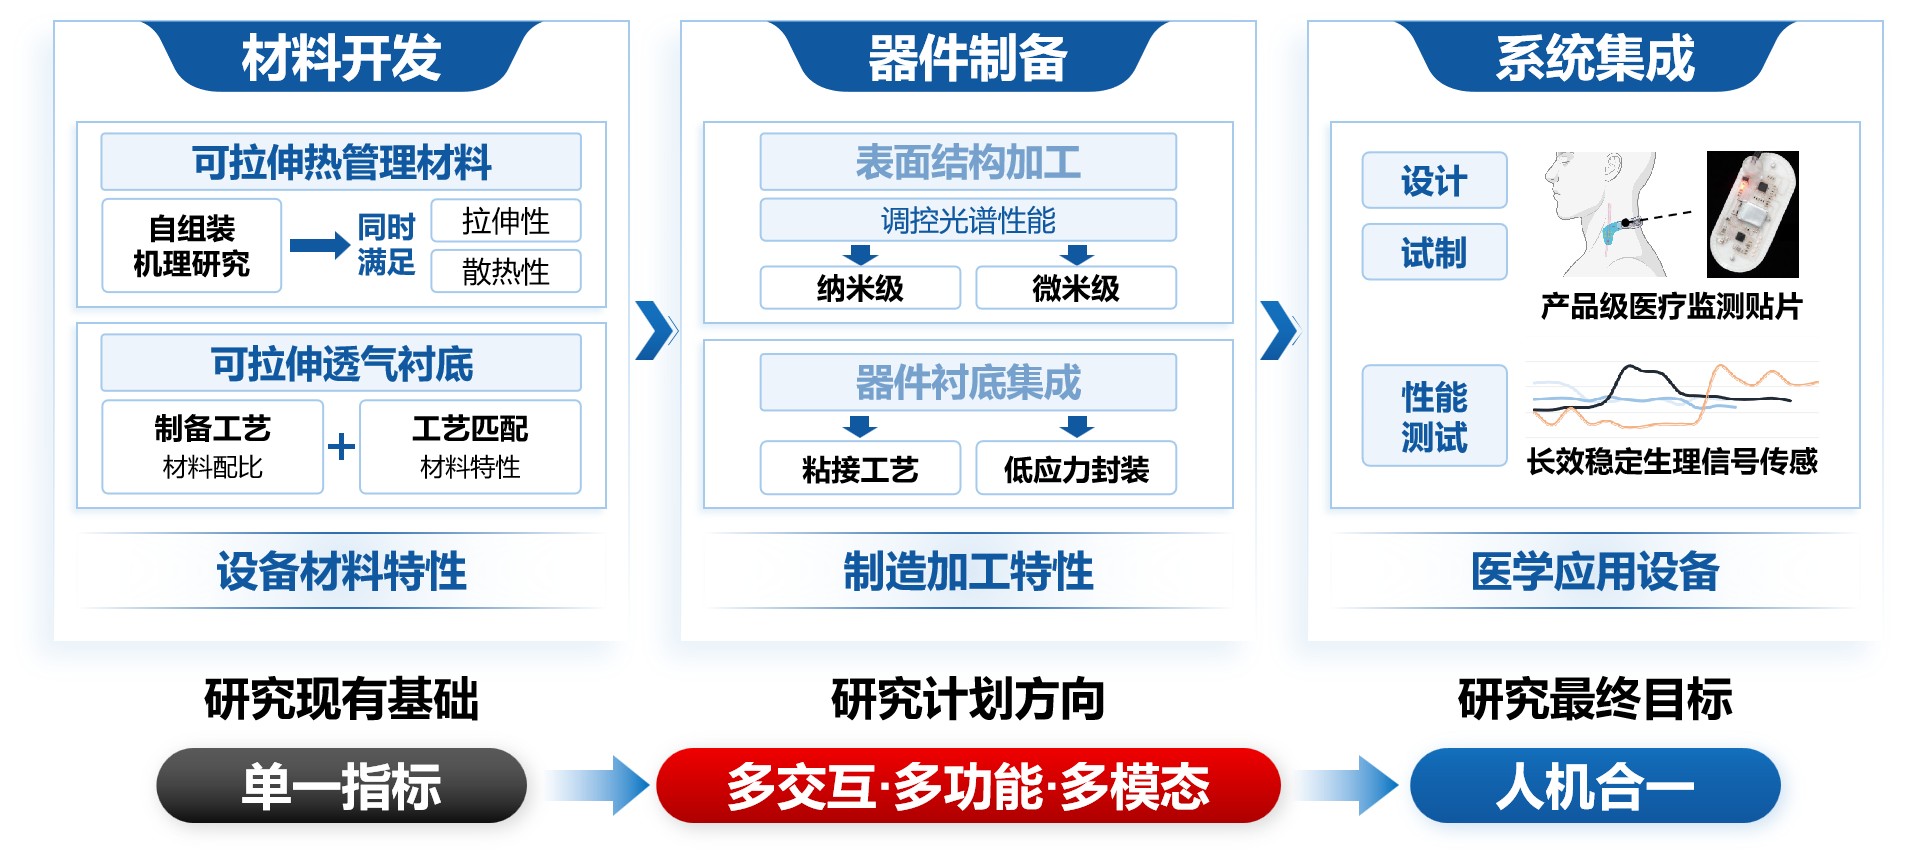 材料开发
可拉伸热管理材料
自组装
机理研究
同时
满足
拉伸性
散热性
可拉伸透气衬底
制备工艺
材料配比
+
工艺匹配
材料特性
设备材料特性
研究现有基础
单一指标
器件制备
表面结构加工
调控光谱性能
纳米级
微米级
器件衬底集成
粘接工艺
低应力封装
制造加工特性
研究计划方向
多交互·多功能·多模态
系统集成
设计
试制
产品级医疗监测贴片
性能
测试
长效稳定生理信号传感
医学应用设备
研究最终目标
人机合一